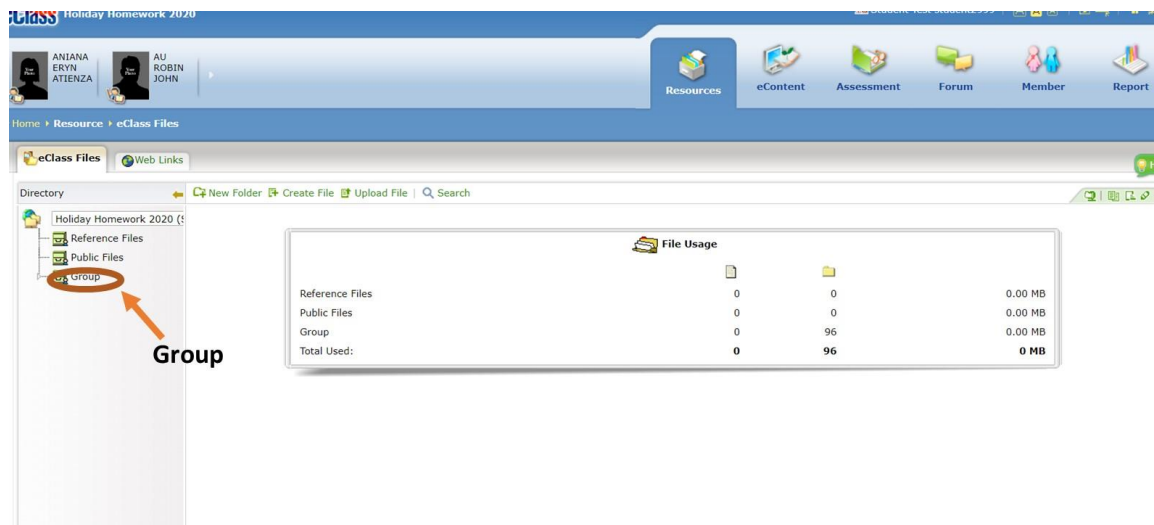 eClass Holiday Homework 2020
ANIANA
ERYN
ATIENZA
AU
ROBIN
JOHN
Resources
eContent
Assessment
Forum
Member
Report
Home ▸ Resource ▸ eClass Files
eClass Files
Web Links
Directory
New Folder Create File Upload File | Search
Holiday Homework 2020 (S
Reference Files
Public Files
Group
Group
File Usage
Reference Files 0 0 0.00 MB
Public Files 0 0 0.00 MB
Group 0 96 0.00 MB
Total Used: 0 96 0 MB